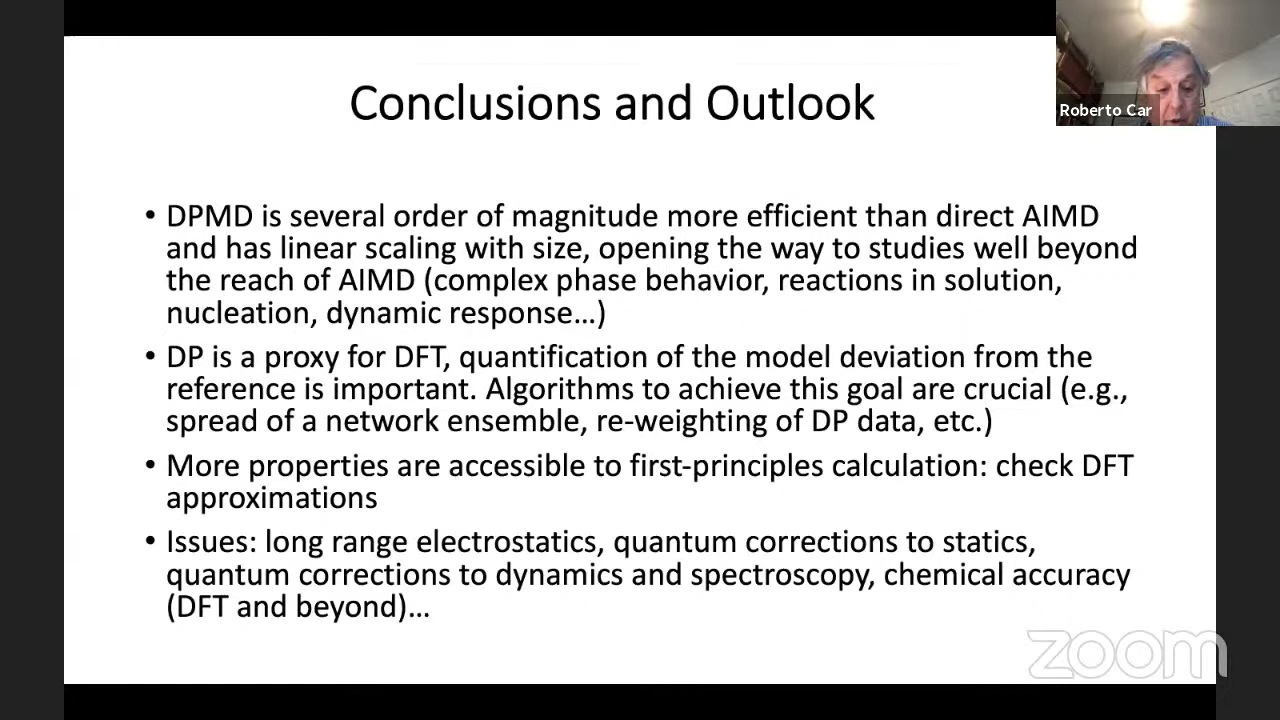 Conclusions and Outlook
Roberto Car
• DPMD is several order of magnitude more efficient than direct AIMD
and has linear scaling with size, opening the way to studies well beyond
the reach of AIMD (complex phase behavior, reactions in solution,
nucleation, dynamic response…)
• DP is a proxy for DFT, quantification of the model deviation from the
reference is important. Algorithms to achieve this goal are crucial (e.g.,
spread of a network ensemble, re-weighting of DP data, etc.)
• More properties are accessible to first-principles calculation: check DFT
approximations
• Issues: long range electrostatics, quantum corrections to statics,
quantum corrections to dynamics and spectroscopy, chemical accuracy
(DFT and beyond)…
zoom